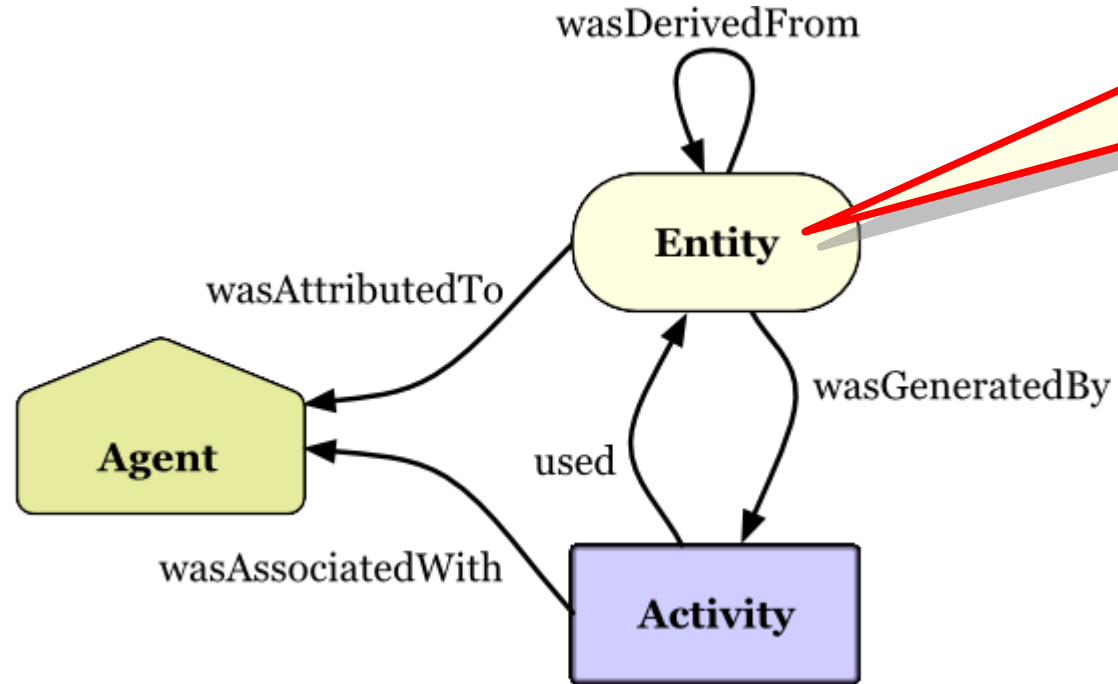 wasDerivedFrom
Entity
wasAttributedTo
wasGeneratedBy
Agent
used
wasAssociatedWith
Activity